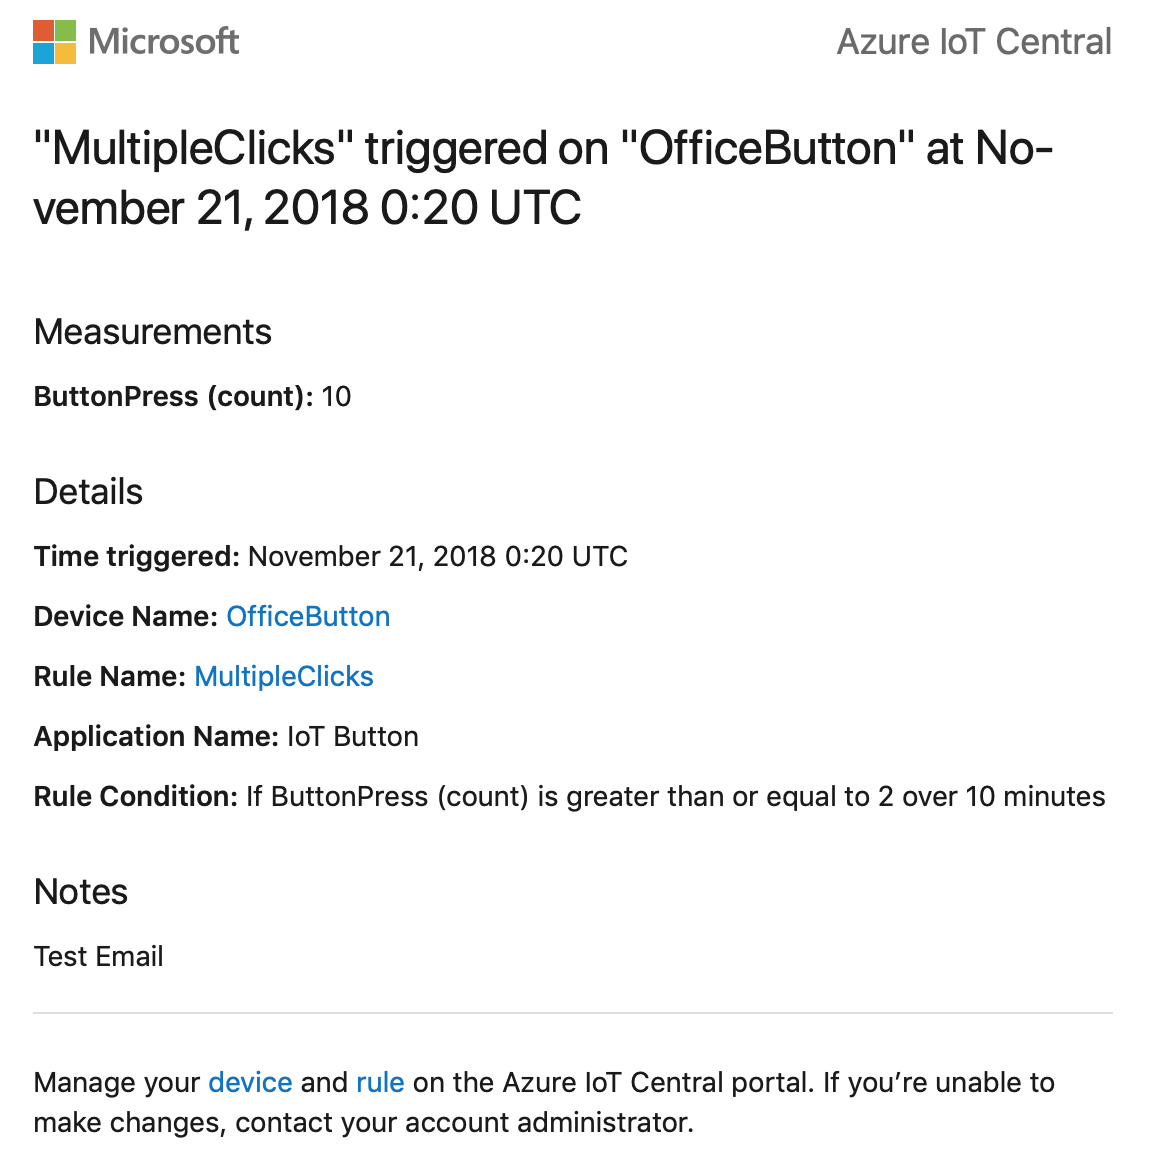 Microsoft
Azure IoT Central
"MultipleClicks" triggered on "OfficeButton" at No-
vember 21, 2018 0:20 UTC
Measurements
ButtonPress (count): 10
Details
Time triggered: November 21, 2018 0:20 UTC
Device Name: OfficeButton
Rule Name: MultipleClicks
Application Name: IoT Button
Rule Condition: If ButtonPress (count) is greater than or equal to 2 over 10 minutes
Notes
Test Email
Manage your device and rule on the Azure IoT Central portal. If you’re unable to
make changes, contact your account administrator.